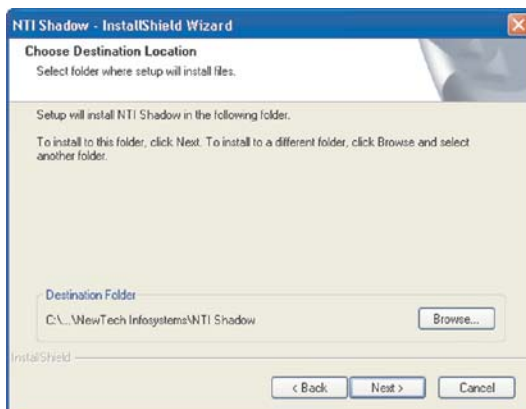 NTI Shadow - InstallShield Wizard
Choose Destination Location
Select folder where setup will install files.
Setup will install NTI Shadow in the following folder.
To install to this folder, click Next. To install to a different folder, click Browse and select
another folder.
Destination Folder
C:\...\NewTech Infosystems\NTI Shadow
Browse...
InstallShield
< Back
Next >
Cancel